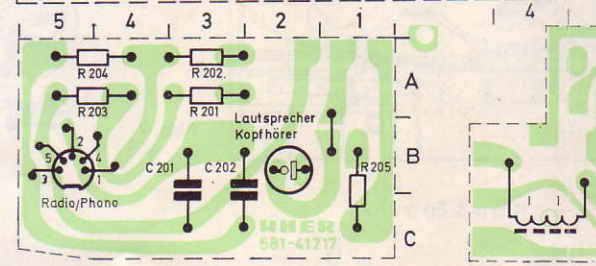 5 4 3 2 1
4
R 204
R 202.
A
R 203
R 201
Lautsprecher
Kopfhörer
2
5 4
3 1
C 201
C 202
R 205
B
Radio/Phono
UHER
581-41217
C